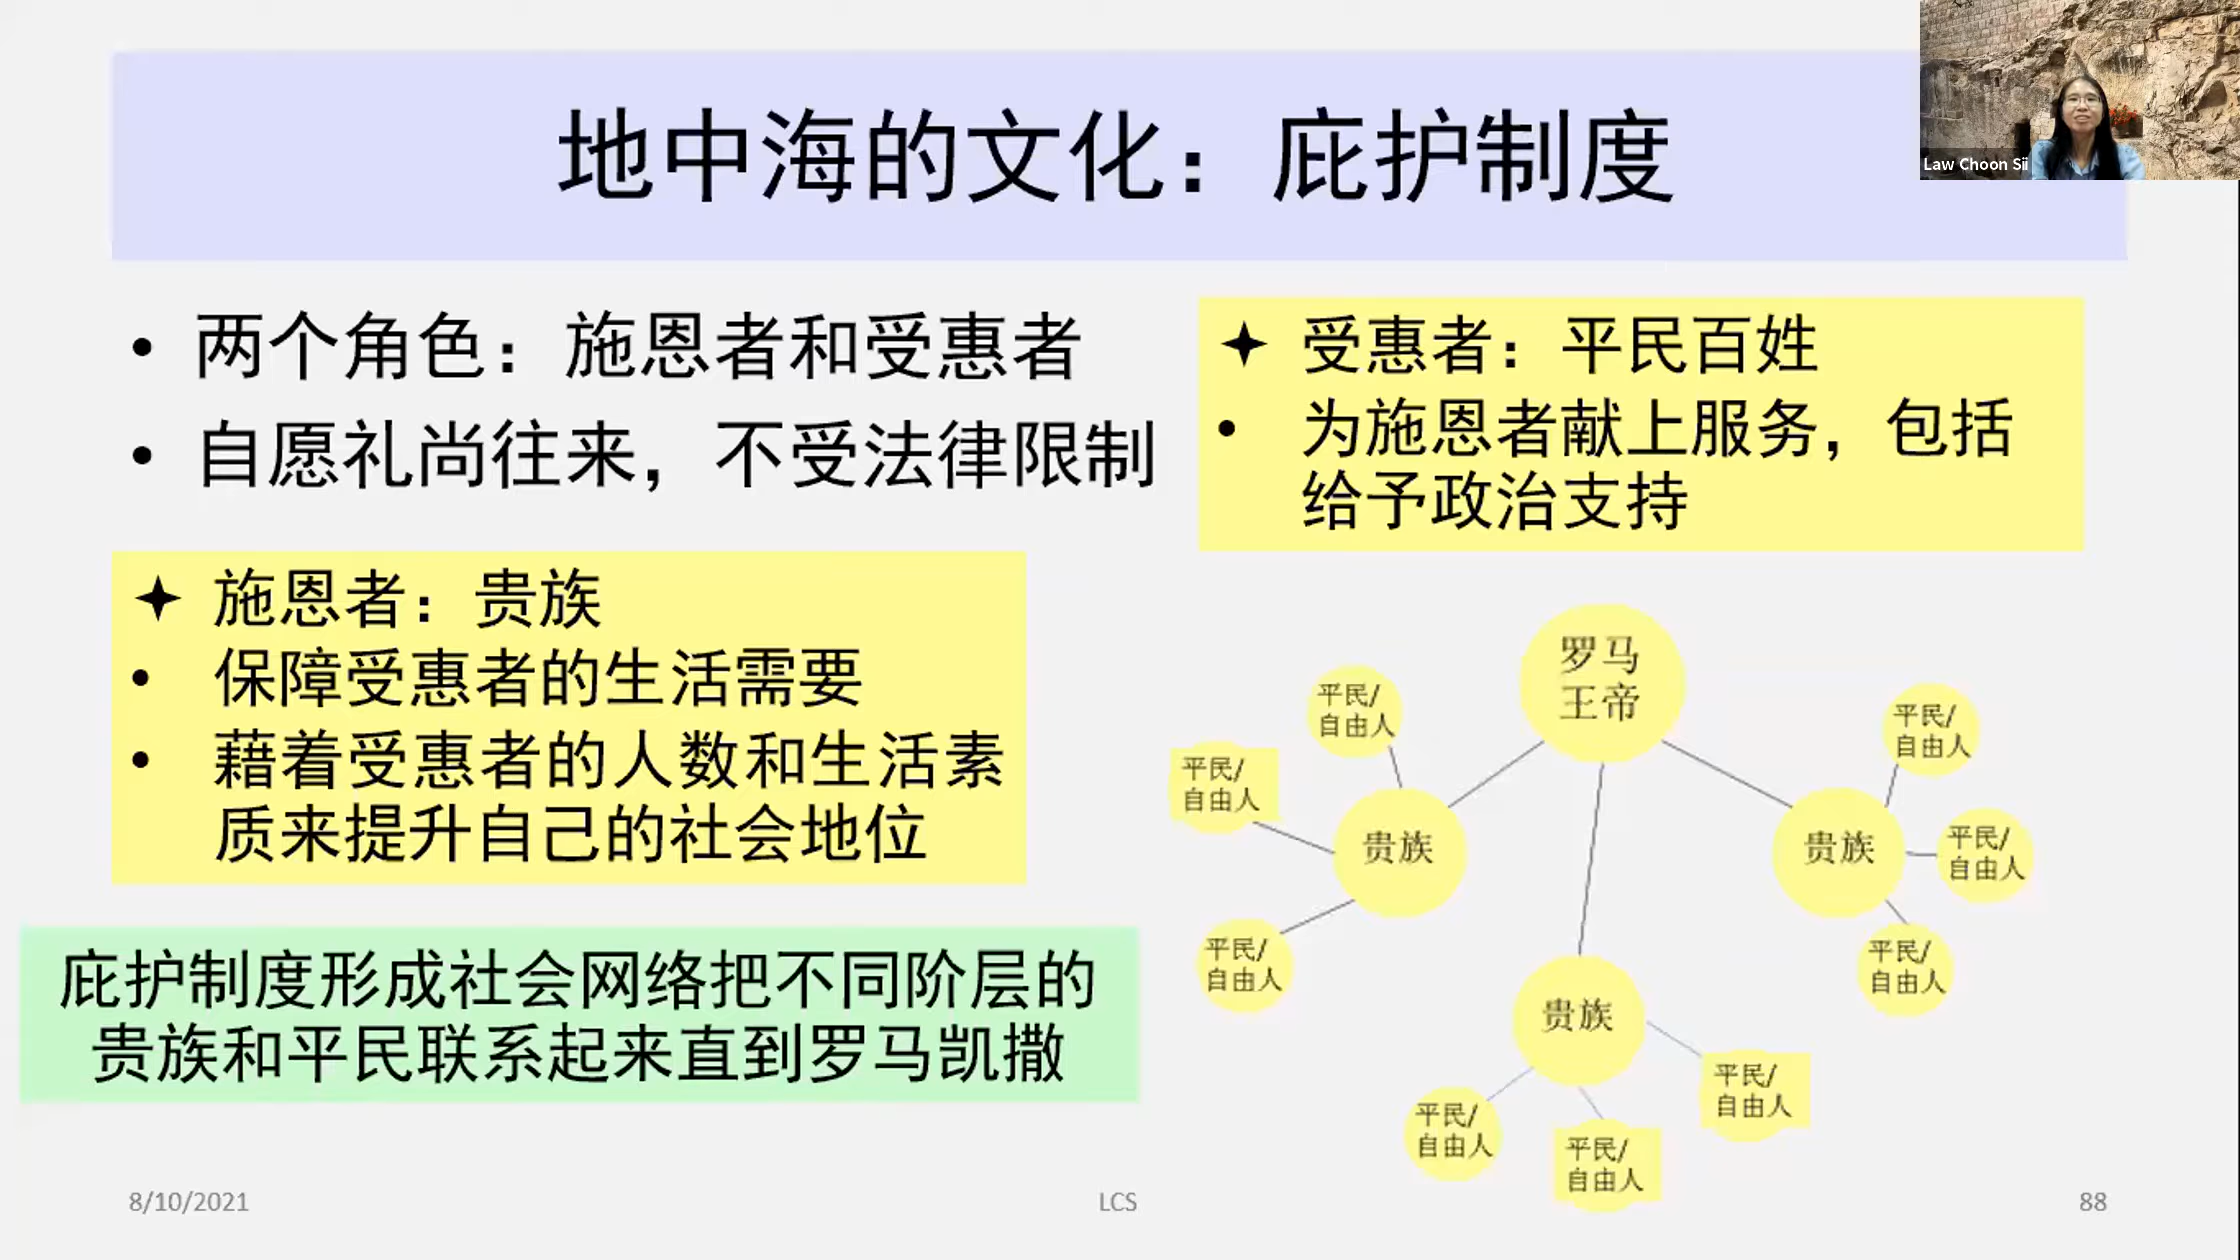 地中海的文化：庇护制度
Law Choon Sii
• 两个角色：施恩者和受惠者
• 自愿礼尚往来，不受法律限制
✦ 施恩者：贵族
• 保障受惠者的生活需要
• 藉着受惠者的人数和生活素
质来提升自己的社会地位
庇护制度形成社会网络把不同阶层的
贵族和平民联系起来直到罗马凯撒
✦ 受惠者：平民百姓
• 为施恩者献上服务，包括
给予政治支持
罗马
王帝
平民/
自由人
平民/
自由人
贵族
平民/
自由人
平民/
自由人
贵族
平民/
自由人
平民/
自由人
贵族
平民/
自由人
平民/
自由人
平民/
自由人
8/10/2021
LCS
88